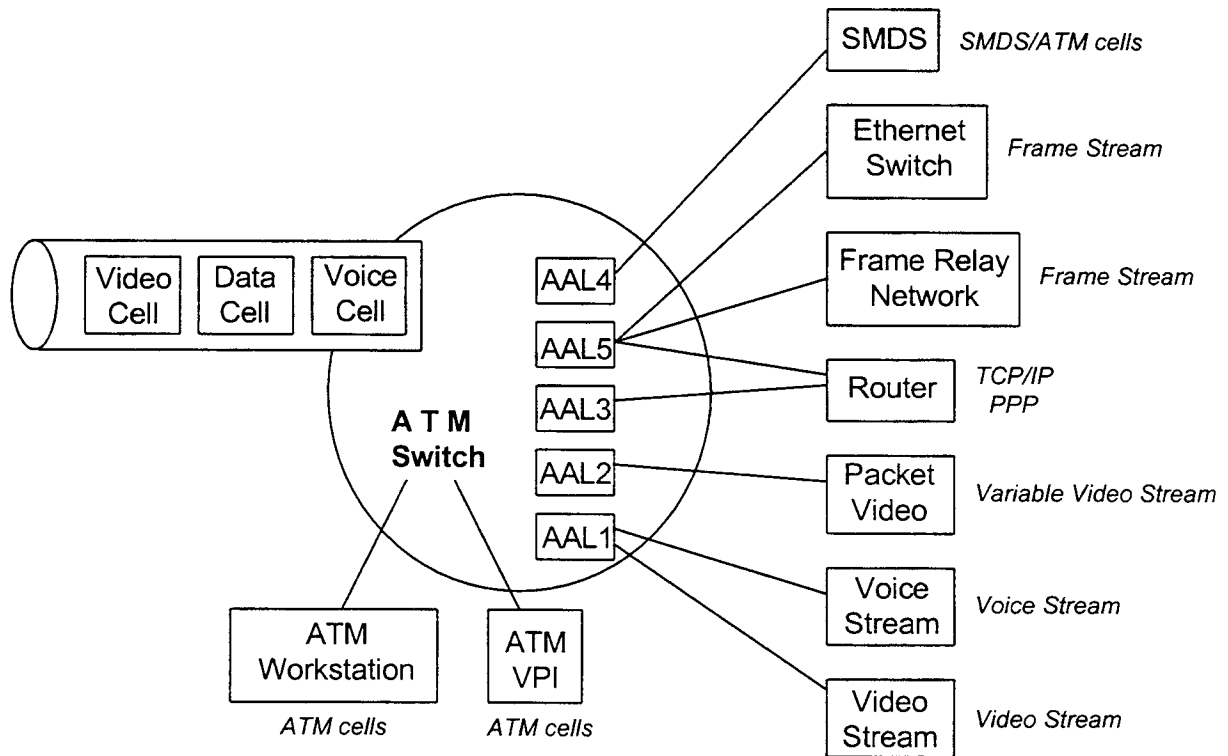 SMDS
SMDS/ATM cells
Ethernet
Switch
Frame Stream
Frame Relay
Network
Frame Stream
Router
TCP/IP
PPP
Packet
Video
Variable Video Stream
Voice
Stream
Voice Stream
Video
Stream
Video Stream
Video
Cell
Data
Cell
Voice
Cell
AAL4
AAL5
AAL3
AAL2
AAL1
A T M
Switch
ATM
Workstation
ATM cells
ATM
VPI
ATM cells